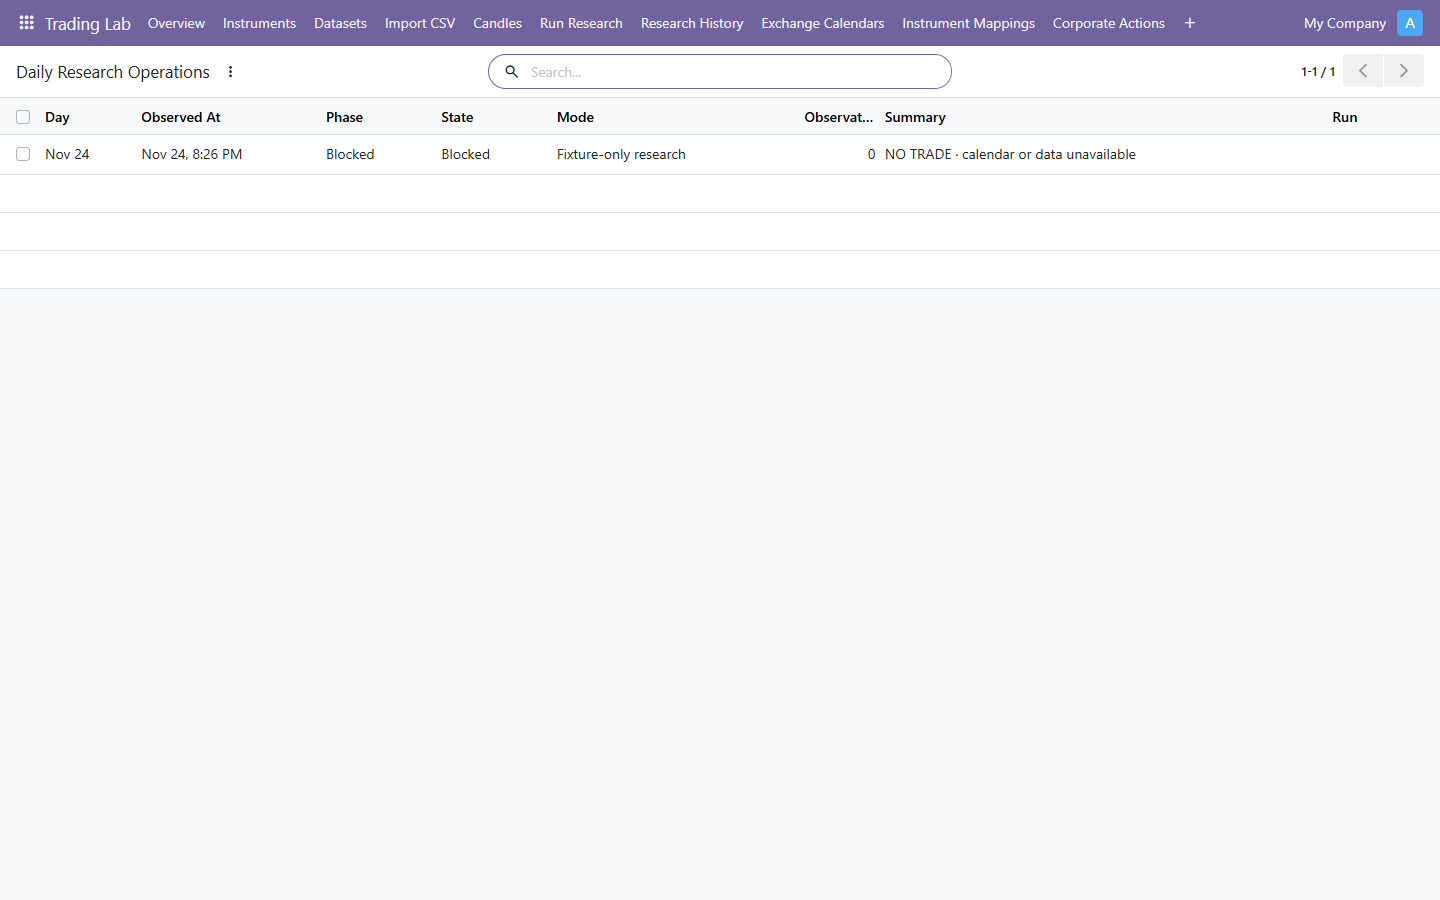 Trading Lab Overview Instruments Datasets Import CSV Candles Run Research Research History Exchange Calendars Instrument Mappings Corporate Actions + My Company A
Daily Research Operations Search... 1-1 / 1
Day Observed At Phase State Mode Observat... Summary Run
Nov 24 Nov 24, 8:26 PM Blocked Blocked Fixture-only research 0 NO TRADE · calendar or data unavailable